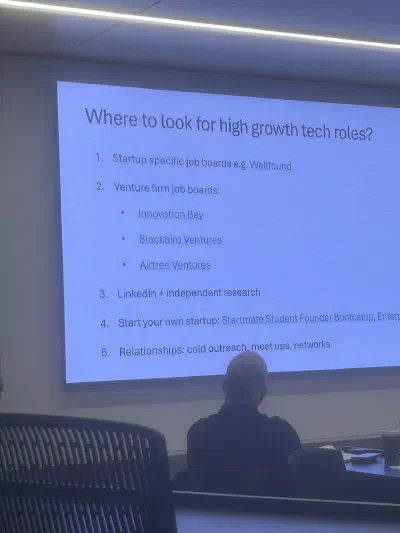 Where to look for high growth tech roles?
1. Startup specific job boards e.g. Wellfound
2. Venture firm job boards:
• Innovation Bay
• Blackbird Ventures
• Airtree Ventures
3. LinkedIn + independent research
4. Start your own startup: Startmate Student Founder Bootcamp, Enterp
5. Relationships: cold outreach, meet ups, networks